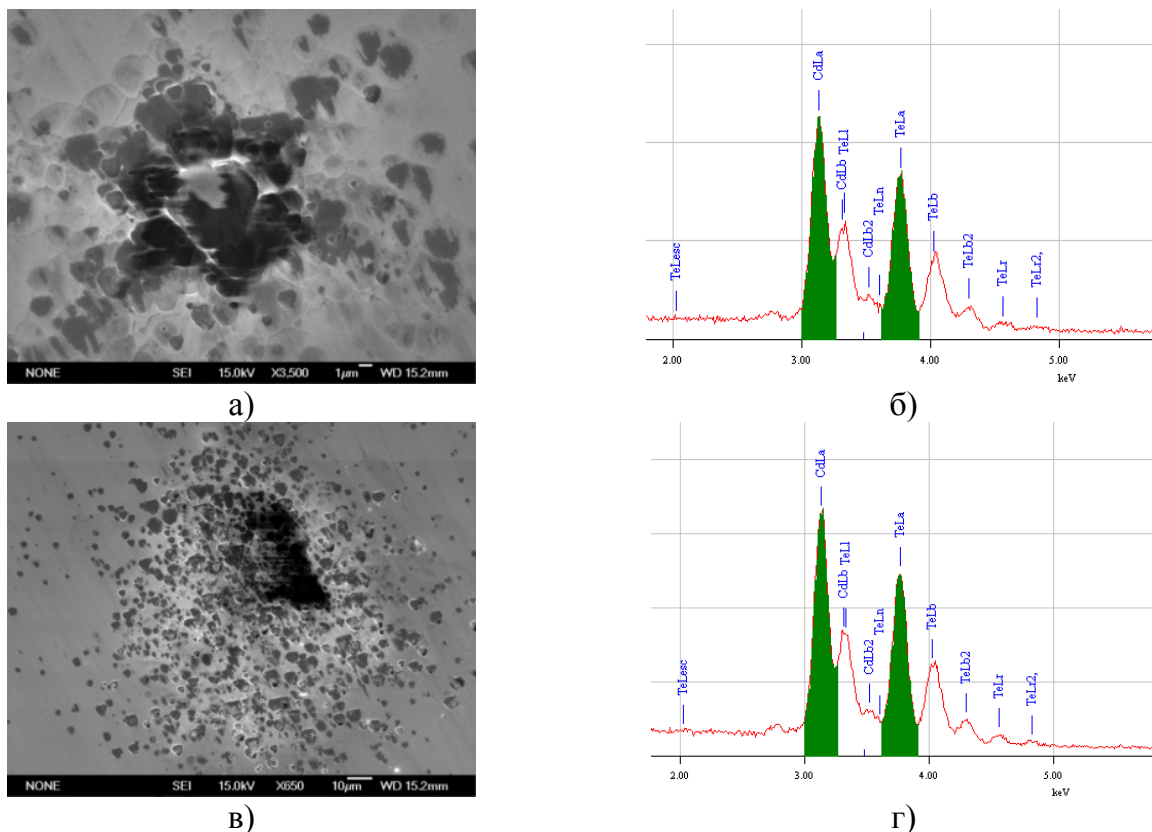 NONE SEI 15.0kV X3,500 1µm WD 15.2mm
а)
TeLesc CdLa CdLb TeLl CdLb2 TeLn TeLa TeLb TeLb2 TeLr TeLr2,
2.00 3.00 4.00 5.00
keV
б)
NONE SEI 15.0kV X650 10µm WD 15.2mm
в)
TeLesc CdLa CdLb TeLl CdLb2 TeLn TeLa TeLb TeLb2 TeLr TeLr2,
2.00 3.00 4.00 5.00
keV
г)